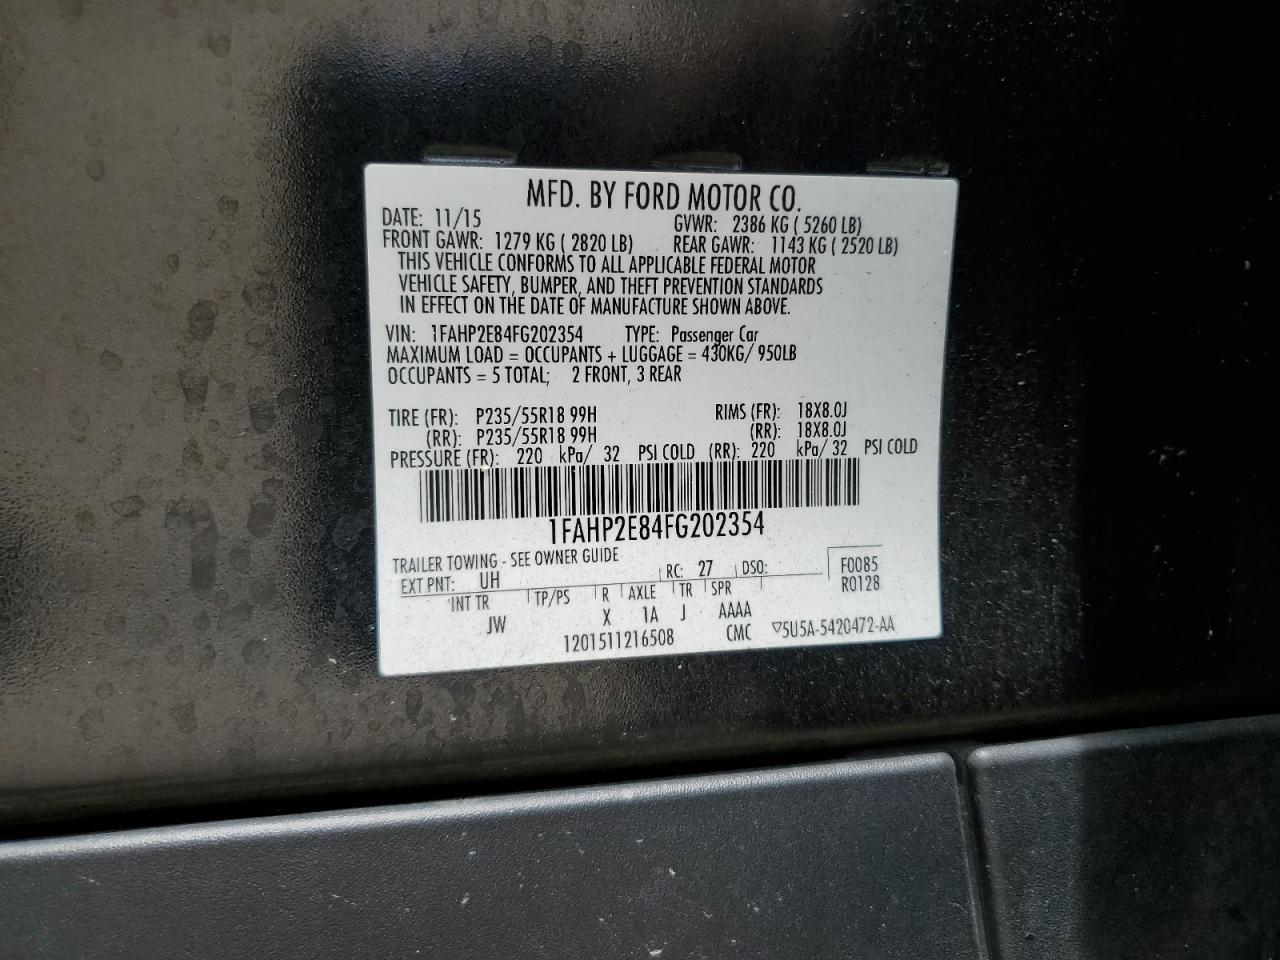 MFD. BY FORD MOTOR CO.
DATE: 11/15 GVWR: 2386 KG ( 5260 LB)
FRONT GAWR: 1279 KG ( 2820 LB) REAR GAWR: 1143 KG ( 2520 LB)
THIS VEHICLE CONFORMS TO ALL APPLICABLE FEDERAL MOTOR
VEHICLE SAFETY, BUMPER, AND THEFT PREVENTION STANDARDS
IN EFFECT ON THE DATE OF MANUFACTURE SHOWN ABOVE.
VIN: 1FAHP2E84FG202354 TYPE: Passenger Car
MAXIMUM LOAD = OCCUPANTS + LUGGAGE = 430KG/ 950LB
OCCUPANTS = 5 TOTAL; 2 FRONT, 3 REAR
TIRE (FR): P235/55R18 99H RIMS (FR): 18X8.0J
(RR): P235/55R18 99H (RR): 18X8.0J
PRESSURE (FR): 220 kPa/ 32 PSI COLD (RR): 220 kPa/ 32 PSI COLD
1FAHP2E84FG202354
TRAILER TOWING - SEE OWNER GUIDE
EXT PNT: UH RC: 27 DSO: F0085
R0128
INT TR TP/PS R AXLE TR SPR
JW X 1A J AAAA
1201511216508 CMC ▽5U5A-5420472-AA